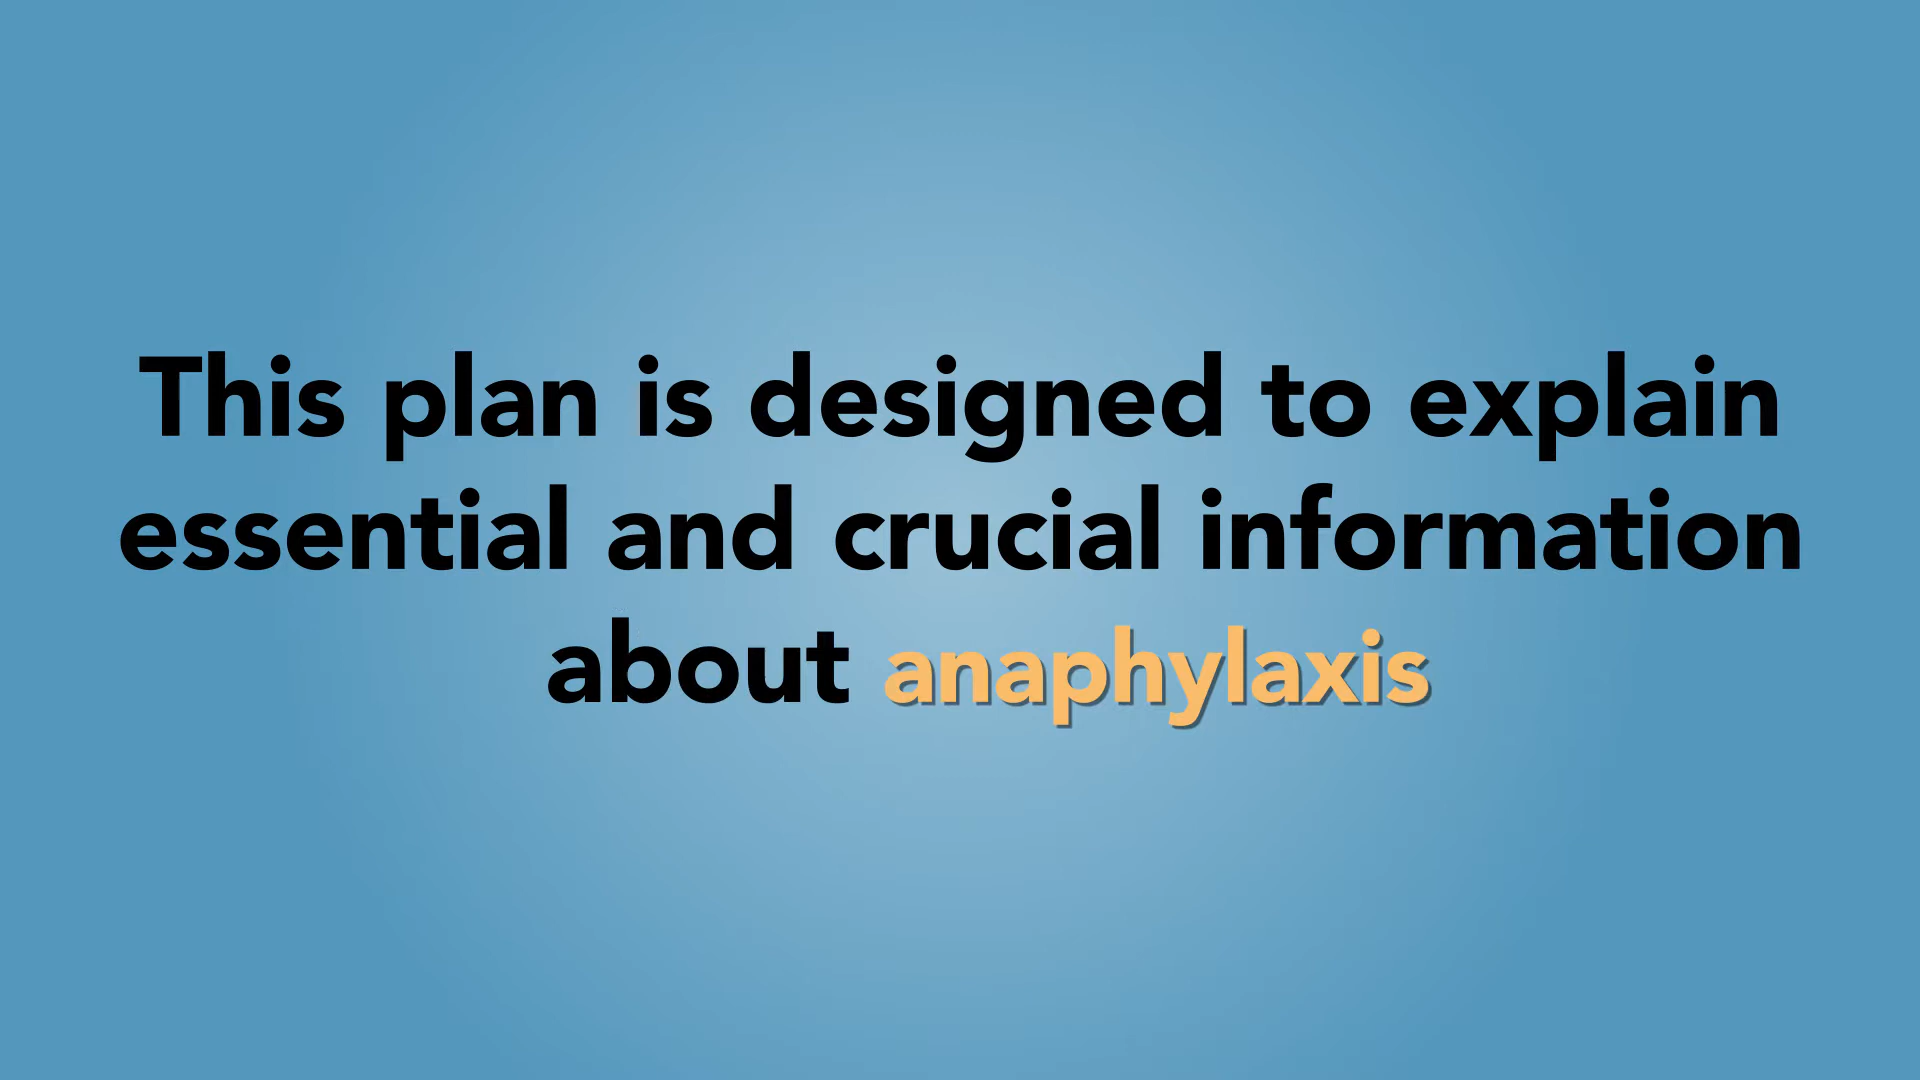 This plan is designed to explain
essential and crucial information
about anaphylaxis